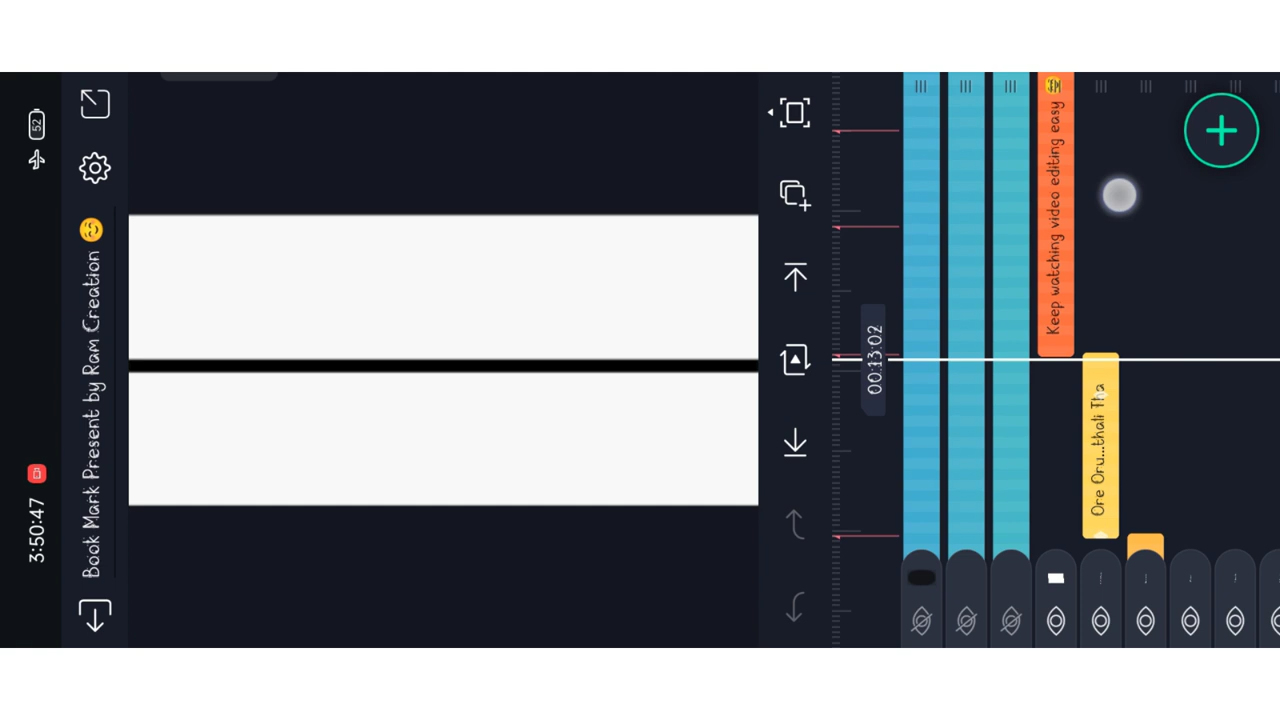 3:50:47
52
Book Mark Present by Ram Creation 😊
00:13:02
Keep watching video editing easy
Ore Oru...thali Tha